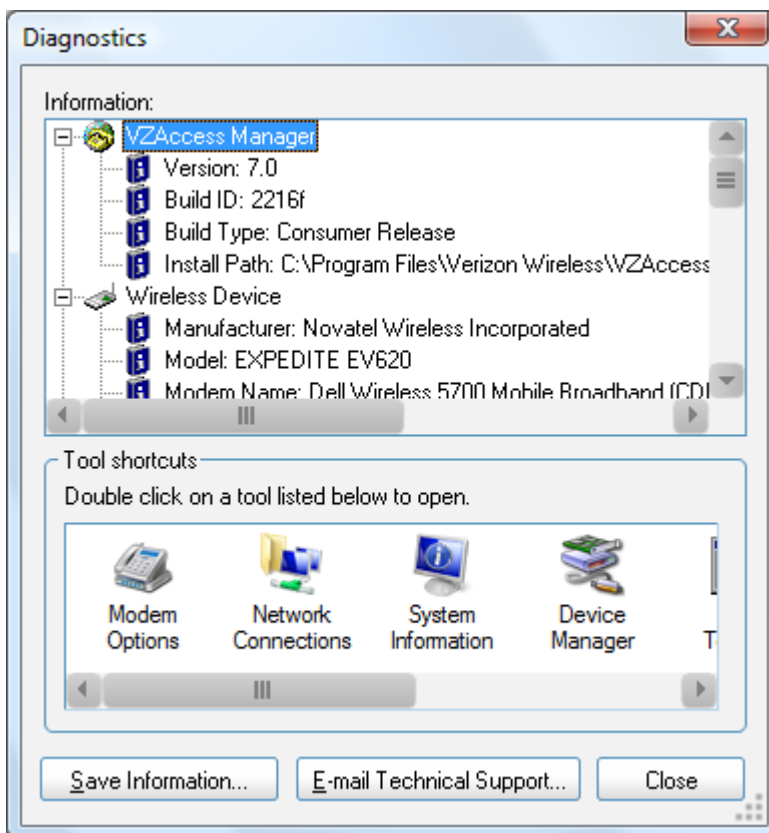 Diagnostics
Information:
VZAccess Manager
Version: 7.0
Build ID: 2216f
Build Type: Consumer Release
Install Path: C:\Program Files\Verizon Wireless\VZAccess
Wireless Device
Manufacturer: Novatel Wireless Incorporated
Model: EXPEDITE EV620
Modem Name: Dell Wireless 5700 Mobile Broadband (CD
Tool shortcuts
Double click on a tool listed below to open.
Modem Network System Device
Options Connections Information Manager
Save Information... E-mail Technical Support... Close